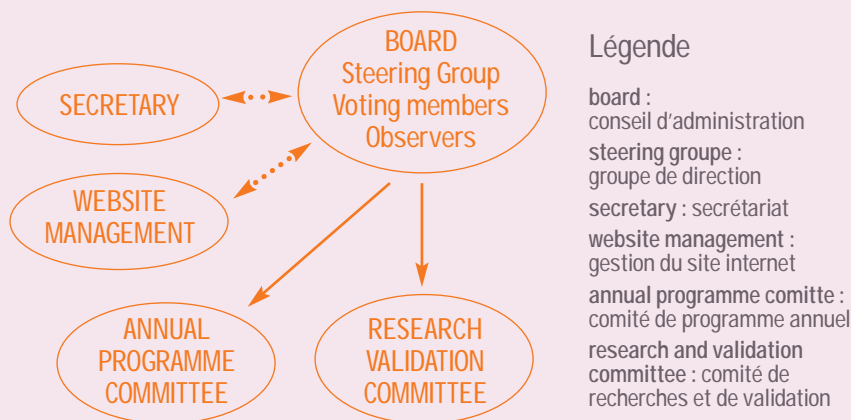 BOARD
Steering Group
Voting members
Observers
SECRETARY
WEBSITE
MANAGEMENT
ANNUAL
PROGRAMME
COMMITTEE
RESEARCH
VALIDATION
COMMITTEE
Légende
board :
conseil d'administration
steering groupe :
groupe de direction
secretary : secrétariat
website management :
gestion du site internet
annual programme comitte :
comité de programme annuel
research and validation
committee : comité de
recherches et de validation